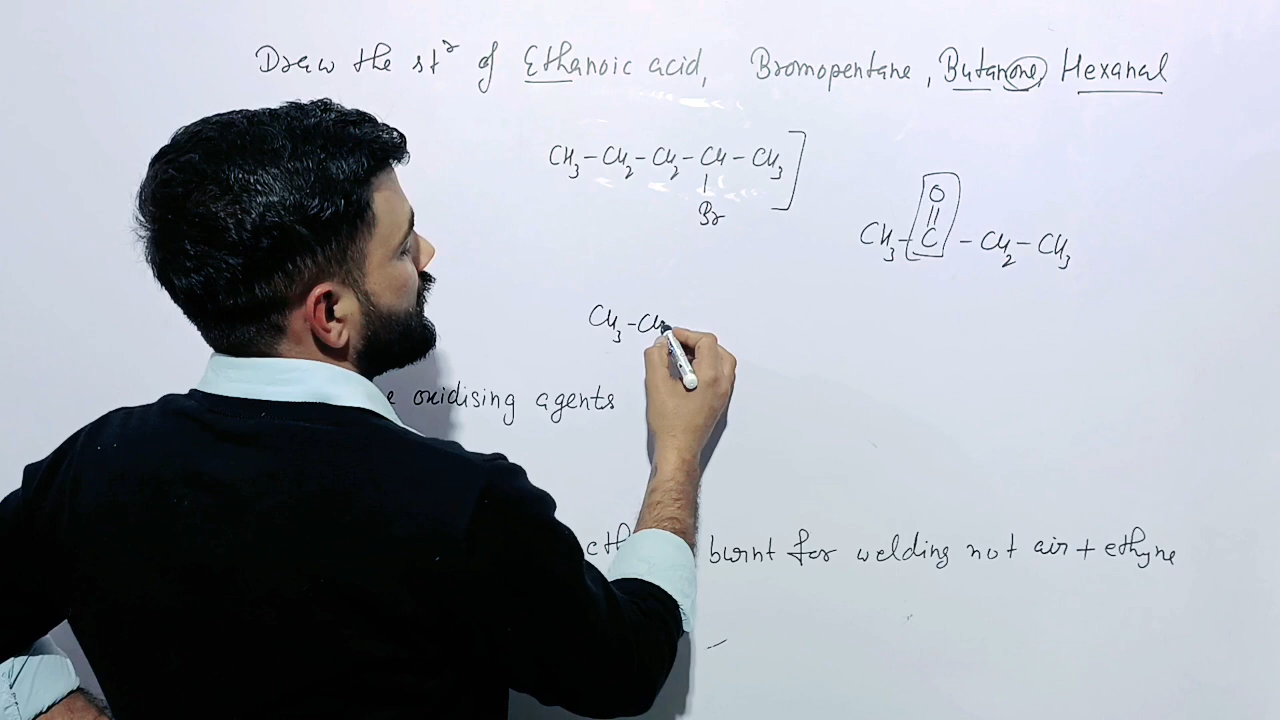 Draw the str of Ethanoic acid, Bromopentane, Butanone, Hexanal
CH3-CH2-CH2-CH-CH3
Br
O
CH3-C-CH2-CH3
CH3-CH
oxidising agents
burnt for welding not air + ethyne